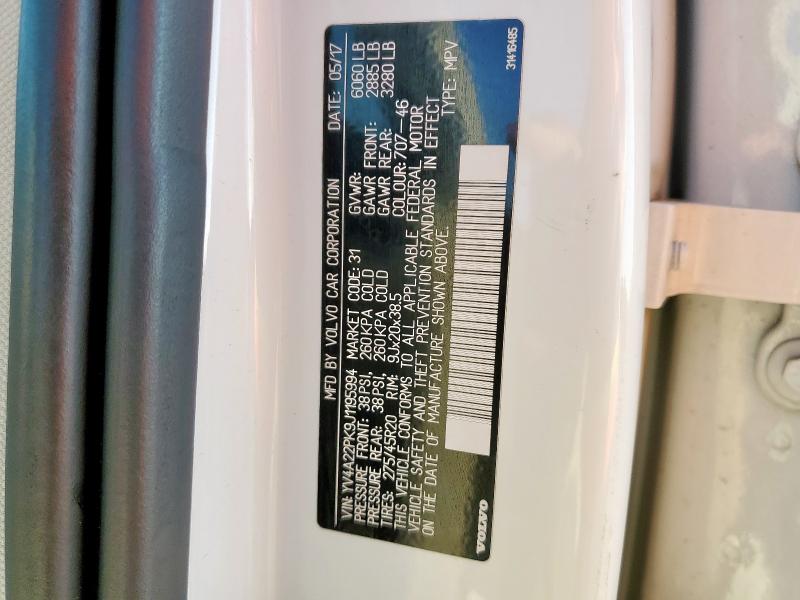 MFD BY VOLVO CAR CORPORATION DATE: 05/17
VIN: YV4A22PK9J1195994 MARKET CODE: 31 GVWR: 6060 LB
PRESSURE FRONT: 38PSI, 260KPA COLD GAWR FRONT: 2885 LB
PRESSURE REAR: 38PSI, 260KPA COLD GAWR REAR: 3280 LB
TIRES: 275/45R20 RIM: 9Jx20x38.5 COLOUR: 707--46
THIS VEHICLE CONFORMS TO ALL APPLICABLE FEDERAL MOTOR
VEHICLE SAFETY AND THEFT PREVENTION STANDARDS IN EFFECT
ON THE DATE OF MANUFACTURE SHOWN ABOVE. TYPE: MPV
VOLVO 31416485